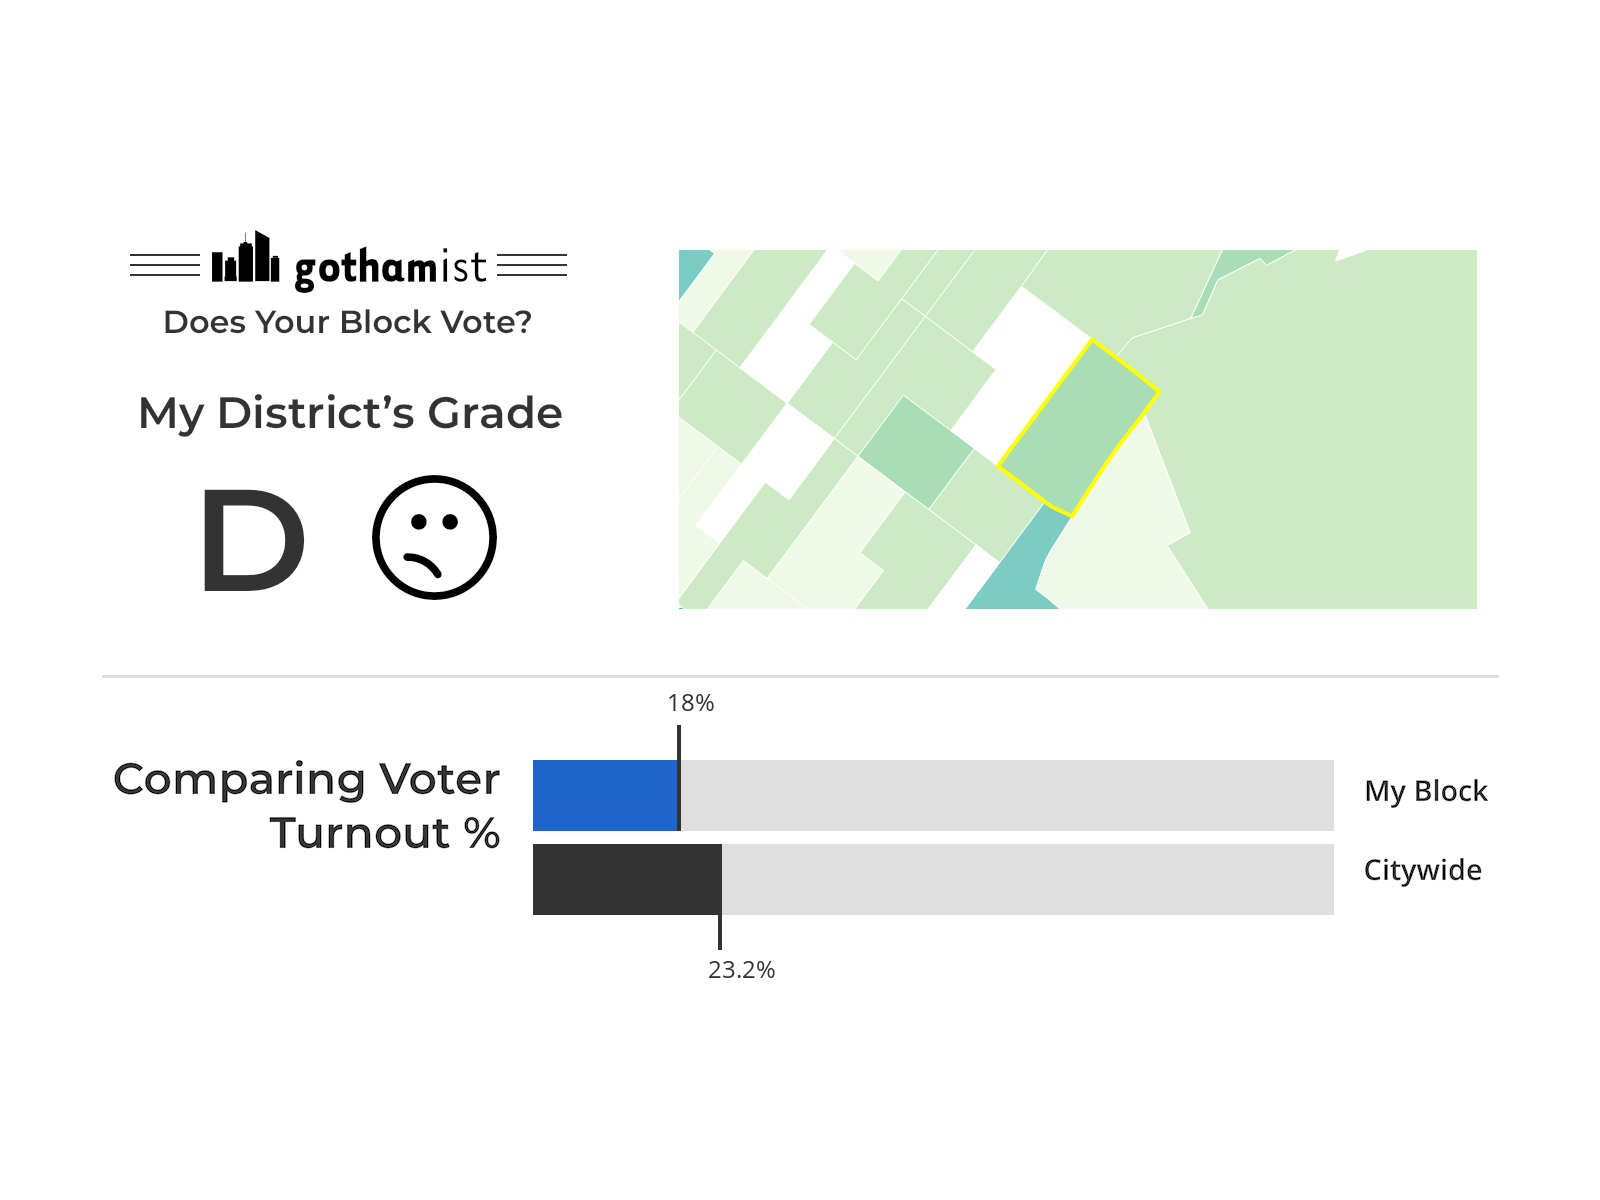 gothamist
Does Your Block Vote?
My District’s Grade
D
18%
Comparing Voter
Turnout %
My Block
Citywide
23.2%